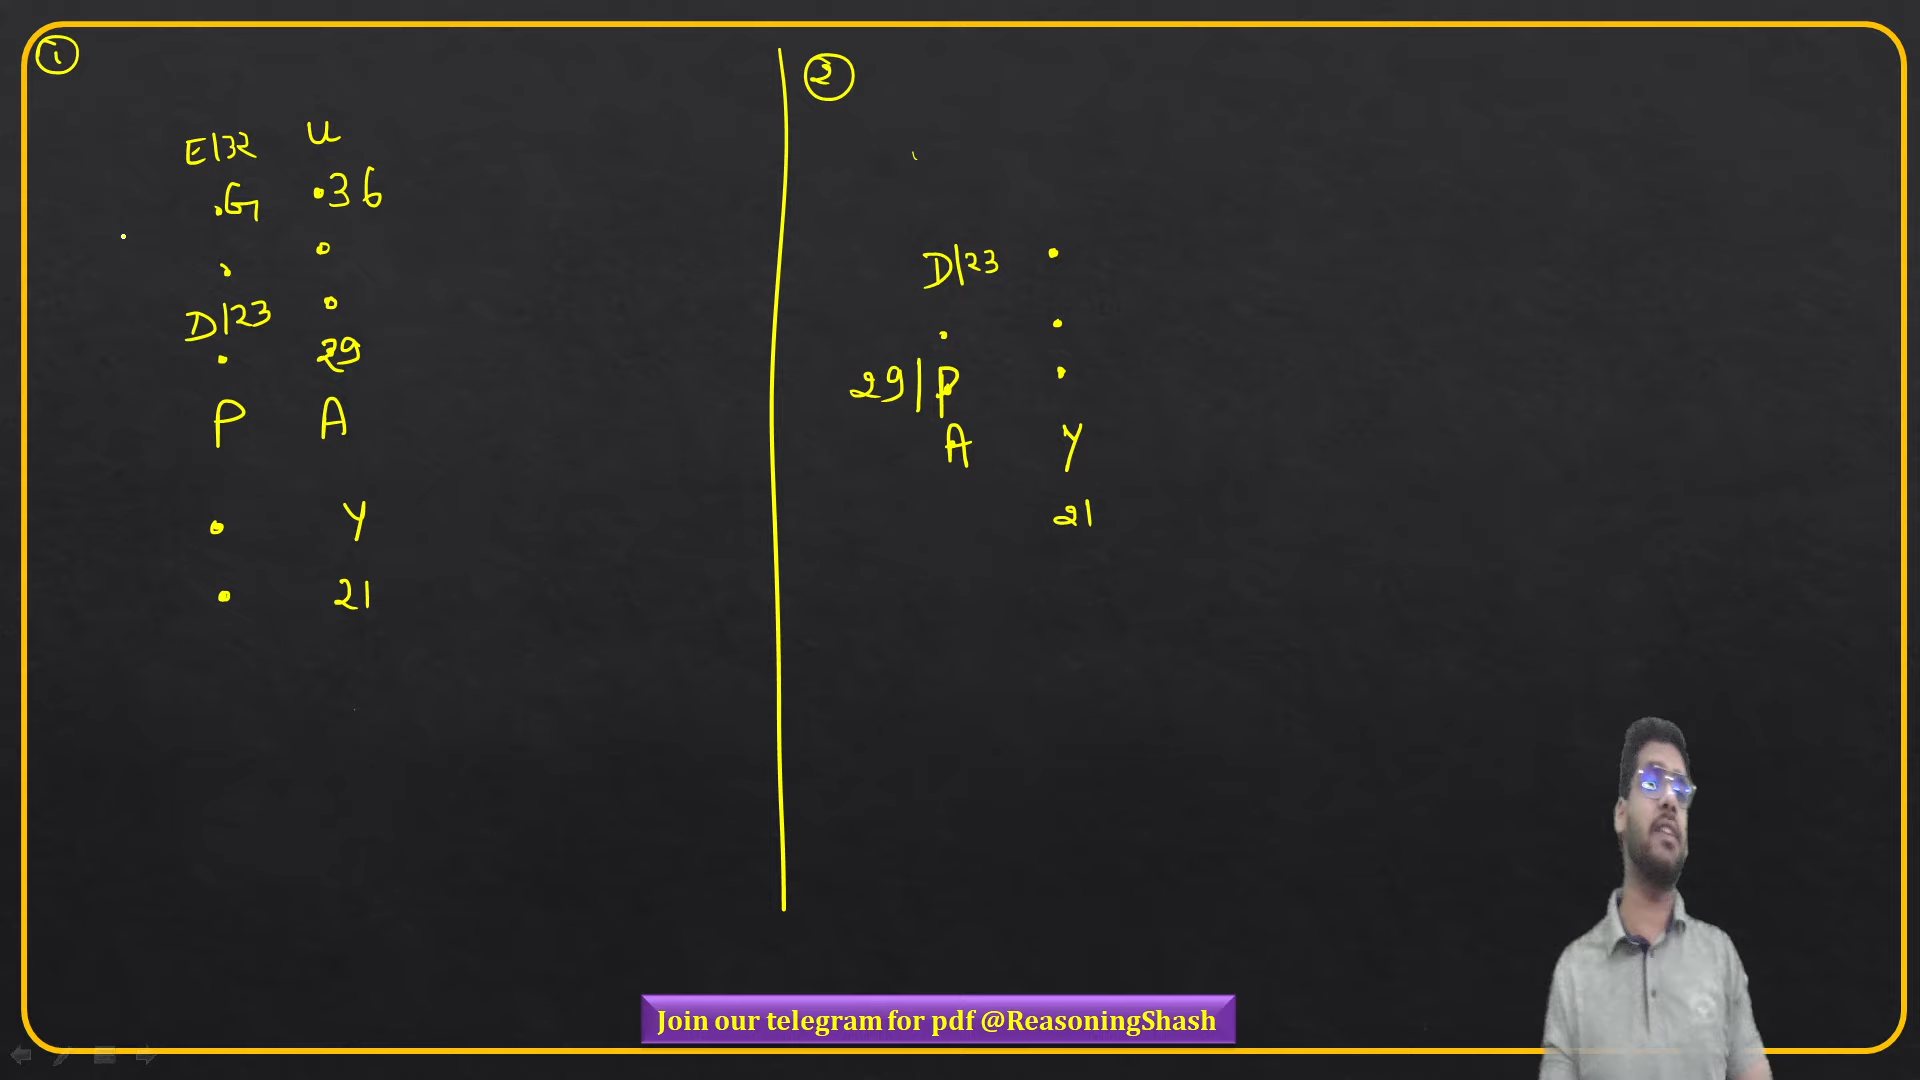 1
E|32 U
.G .36
D|23
29
P A
Y
21
2
D|23
29|P
A Y
21
Join our telegram for pdf @ReasoningShash